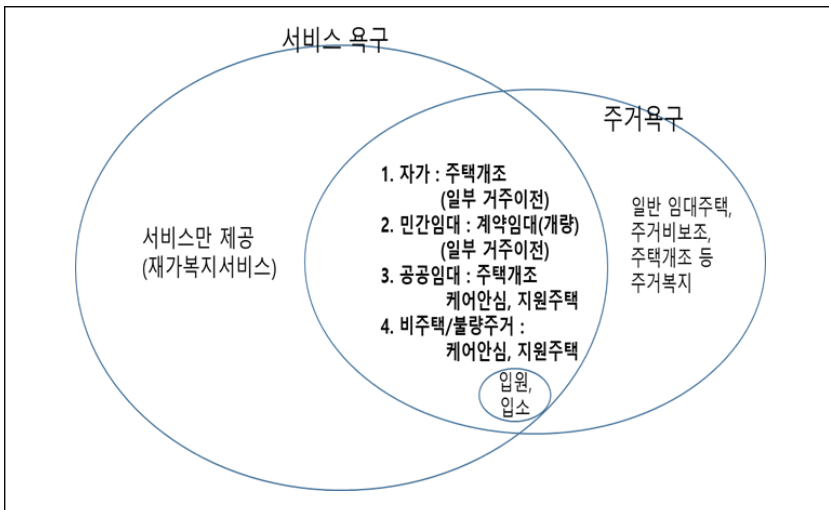 서비스 욕구
주거욕구
서비스만 제공
(재가복지서비스)
1. 자가 : 주택개조
(일부 거주이전)
2. 민간임대 : 계약임대(개량)
(일부 거주이전)
3. 공공임대 : 주택개조
케어안심, 지원주택
4. 비주택/불량주거 :
케어안심, 지원주택
입원,
입소
일반 임대주택,
주거비보조,
주택개조 등
주거복지